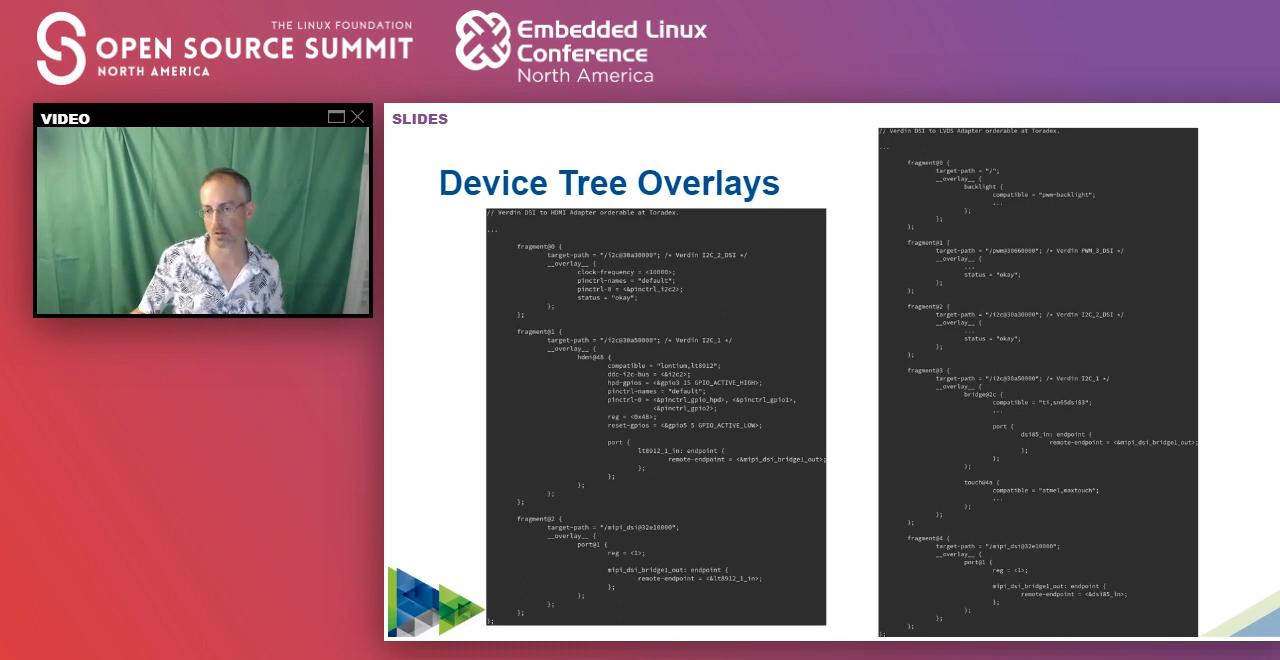 THE LINUX FOUNDATION
OPEN SOURCE SUMMIT
NORTH AMERICA
Embedded Linux
Conference
North America
VIDEO
SLIDES
Device Tree Overlays
// Verdin DSI to HDMI Adapter orderable at Toradex.
...
fragment@0 {
target-path = "/i2c@30a30000"; /* Verdin I2C_2_DSI */
__overlay__ {
clock-frequency = <10000>;
pinctrl-names = "default";
pinctrl-0 = <&pinctrl_i2c2>;
status = "okay";
};
};
fragment@1 {
target-path = "/i2c@30a50000"; /* Verdin I2C_1 */
__overlay__ {
hdmi@48 {
compatible = "lontium,lt8912";
ddc-i2c-bus = <&i2c2>;
hpd-gpios = <&gpio3 15 GPIO_ACTIVE_HIGH>;
pinctrl-names = "default";
pinctrl-0 = <&pinctrl_gpio_hpd>, <&pinctrl_gpio1>,
<&pinctrl_gpio2>;
reg = <0x48>;
reset-gpios = <&gpio5 5 GPIO_ACTIVE_LOW>;
port {
lt8912_1_in: endpoint {
remote-endpoint = <&mipi_dsi_bridge1_out>;
};
};
};
};
};
fragment@2 {
target-path = "/mipi_dsi@32e10000";
__overlay__ {
port@1 {
reg = <1>;
mipi_dsi_bridge1_out: endpoint {
remote-endpoint = <&lt8912_1_in>;
};
};
};
};
};
// Verdin DSI to LVDS Adapter orderable at Toradex.
...
fragment@0 {
target-path = "/";
__overlay__ {
backlight {
compatible = "pwm-backlight";
...
};
};
};
fragment@1 {
target-path = "/pwm@30660000"; /* Verdin PWM_3_DSI */
__overlay__ {
...
status = "okay";
};
};
fragment@2 {
target-path = "/i2c@30a30000"; /* Verdin I2C_2_DSI */
__overlay__ {
...
status = "okay";
};
};
fragment@3 {
target-path = "/i2c@30a50000"; /* Verdin I2C_1 */
__overlay__ {
bridge@2c {
compatible = "ti,sn65dsi83";
...
port {
dsi85_in: endpoint {
remote-endpoint = <&mipi_dsi_bridge1_out>;
};
};
};
touch@4a {
compatible = "atmel,maxtouch";
...
};
};
};
fragment@4 {
target-path = "/mipi_dsi@32e10000";
__overlay__ {
port@1 {
reg = <1>;
mipi_dsi_bridge1_out: endpoint {
remote-endpoint = <&dsi85_in>;
};
};
};
};
};